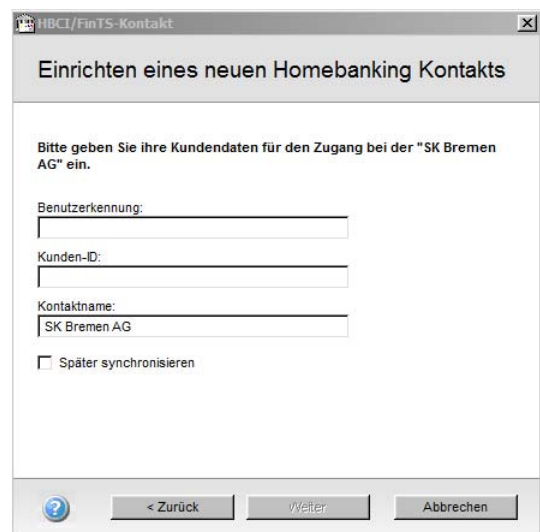 HBCI/FinTS-Kontakt
Einrichten eines neuen Homebanking Kontakts
Bitte geben Sie ihre Kundendaten für den Zugang bei der "SK Bremen
AG" ein.
Benutzerkennung:
Kunden-ID:
Kontaktname:
SK Bremen AG
Später synchronisieren
< Zurück Weiter Abbrechen